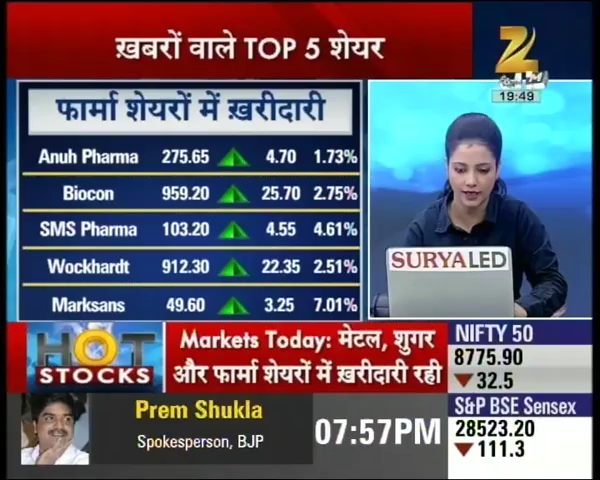 ख़बरों वाले TOP 5 शेयर
Z
19:49
फार्मा शेयरों में ख़रीदारी
Anuh Pharma 275.65 4.70 1.73%
Biocon 959.20 25.70 2.75%
SMS Pharma 103.20 4.55 4.61%
Wockhardt 912.30 22.35 2.51%
Marksans 49.60 3.25 7.01%
SURYA LED
HOT
STOCKS
Markets Today: मेटल, शुगर
और फार्मा शेयरों में ख़रीदारी रही
NIFTY 50
8775.90
32.5
S&P BSE Sensex
28523.20
111.3
Prem Shukla
Spokesperson, BJP
07:57PM